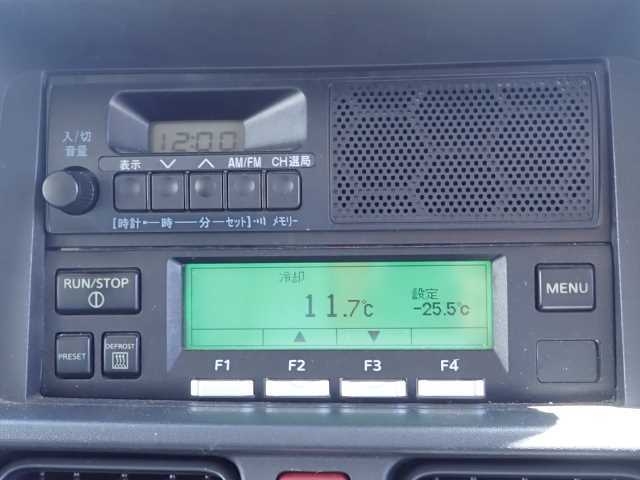 入/切
音量
12:00
表示 AM/FM CH選局
[時計 時 分 セット] メモリー
RUN/STOP
PRESET
DEFROST
冷却
11.7℃
設定
-25.5℃
F1 F2 F3 F4
MENU